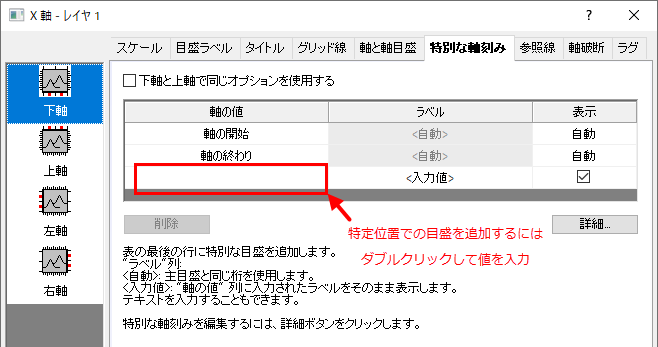 X 軸 - レイヤ 1
スケール 目盛ラベル タイトル グリッド線 軸と軸目盛 特別な軸刻み 参照線 軸破断 ラグ
下軸
上軸
左軸
右軸
下軸と上軸で同じオプションを使用する
軸の値 ラベル 表示
軸の開始 <自動> 自動
軸の終わり <自動> 自動
<入力値>
削除
詳細...
特定位置での目盛を追加するには
ダブルクリックして値を入力
表の最後の行に特別な目盛を追加します。
"ラベル"列:
<自動>: 主目盛と同じ桁を使用します。
<入力値>: "軸の値" 列に入力されたラベルをそのまま表示します。
テキストを入力することもできます。
特別な軸刻みを編集するには、詳細ボタンをクリックします。